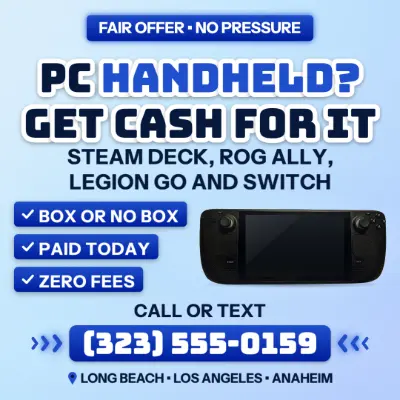 FAIR OFFER • NO PRESSURE
PC HANDHELD?
GET CASH FOR IT
STEAM DECK, ROG ALLY,
LEGION GO AND SWITCH
BOX OR NO BOX
PAID TODAY
ZERO FEES
CALL OR TEXT
(323) 555-0159
LONG BEACH • LOS ANGELES • ANAHEIM